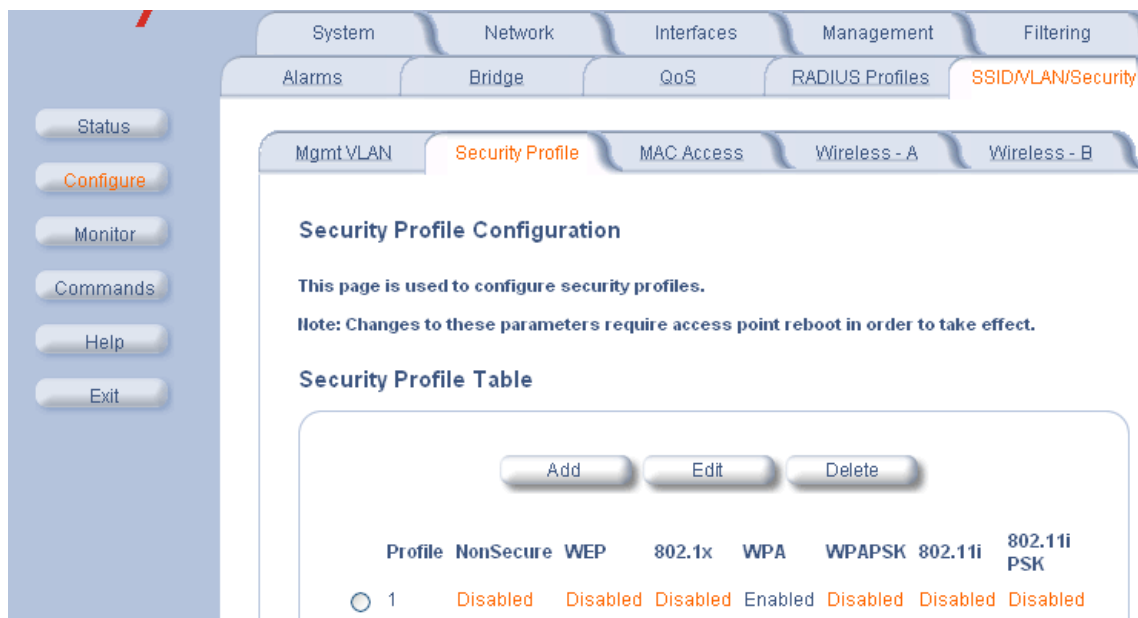 System Network Interfaces Management Filtering
Alarms Bridge QoS RADIUS Profiles SSID/VLAN/Security
Status
Configure
Monitor
Commands
Help
Exit
Mgmt VLAN Security Profile MAC Access Wireless - A Wireless - B
Security Profile Configuration
This page is used to configure security profiles.
Note: Changes to these parameters require access point reboot in order to take effect.
Security Profile Table
Add Edit Delete
Profile NonSecure WEP 802.1x WPA WPAPSK 802.11i 802.11i PSK
1 Disabled Disabled Disabled Enabled Disabled Disabled Disabled